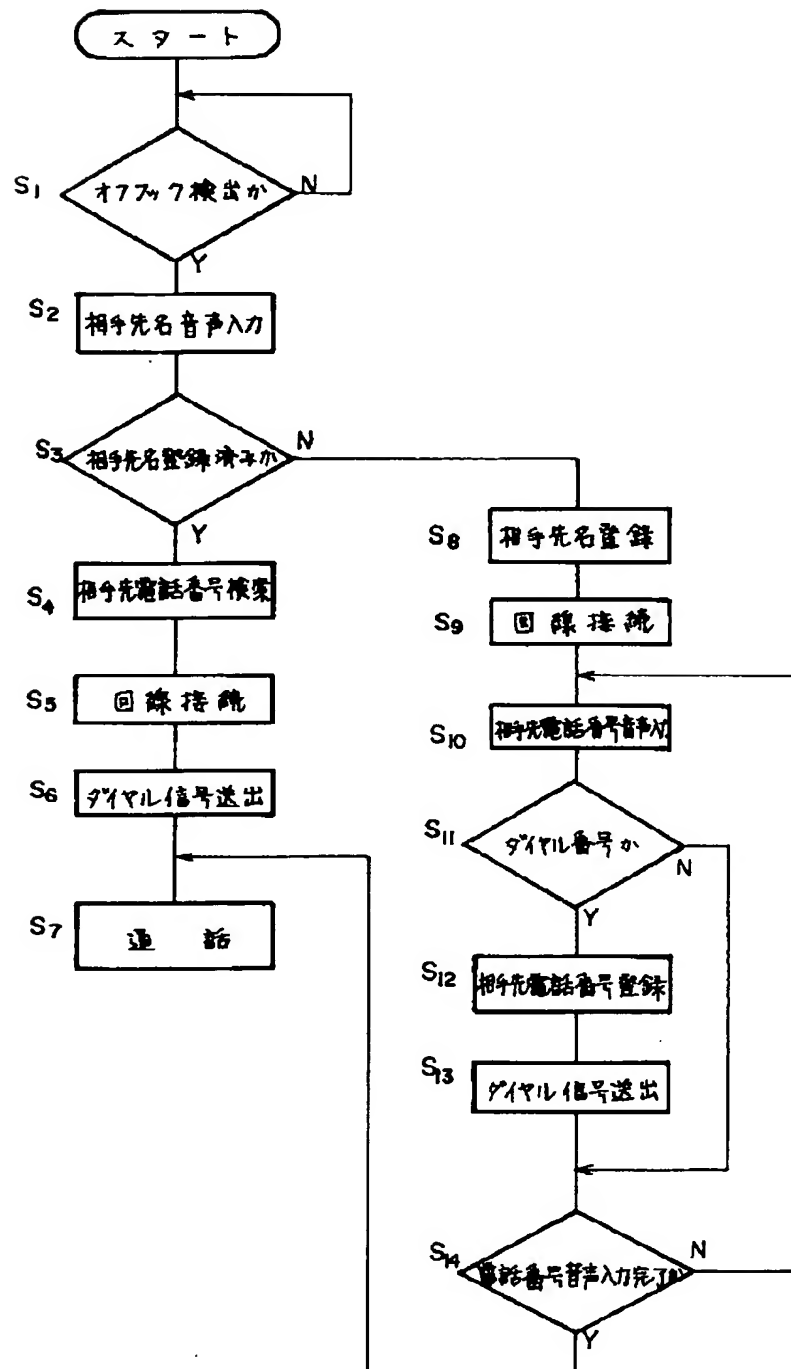 スタート
S1
オフフック検出か
N
Y
S2
相手先名音声入力
S3
相手先名登録済みか
N
Y
S4
相手先電話番号検索
S5
回線接続
S6
ダイヤル信号送出
S7
通話
S8
相手先名登録
S9
回線接続
S10
相手先電話番号音声入力
S11
ダイヤル番号か
N
Y
S12
相手先電話番号登録
S13
ダイヤル信号送出
S14
電話番号音声入力完了か
N
Y